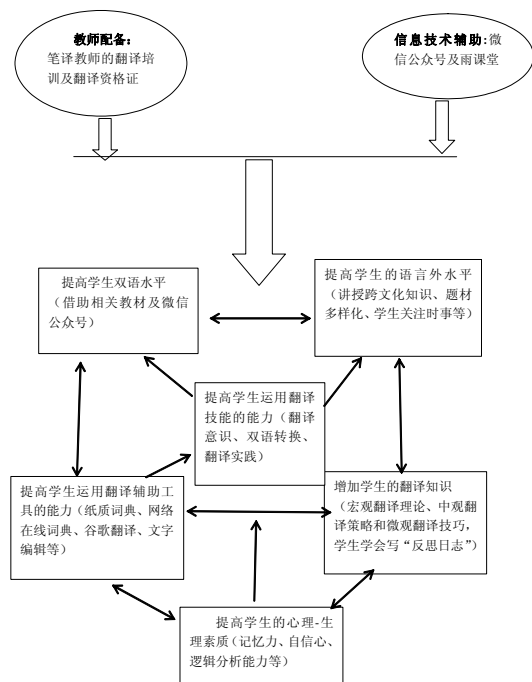 教师配备:
笔译教师的翻译培
训及翻译资格证
信息技术辅助:微
信公众号及雨课堂
提高学生双语水平
(借助相关教材及微信
公众号)
提高学生的语言外水平
(讲授跨文化知识、题材
多样化、学生关注时事等)
提高学生运用翻译
技能的能力(翻译
意识、双语转换、
翻译实践)
提高学生运用翻译辅助工
具的能力(纸质词典、网络
在线词典、谷歌翻译、文字
编辑等)
增加学生的翻译知识
(宏观翻译理论、中观翻
译策略和微观翻译技巧,
学生学会写“反思日志”)
提高学生的心理-生
理素质(记忆力、自信心、
逻辑分析能力等)